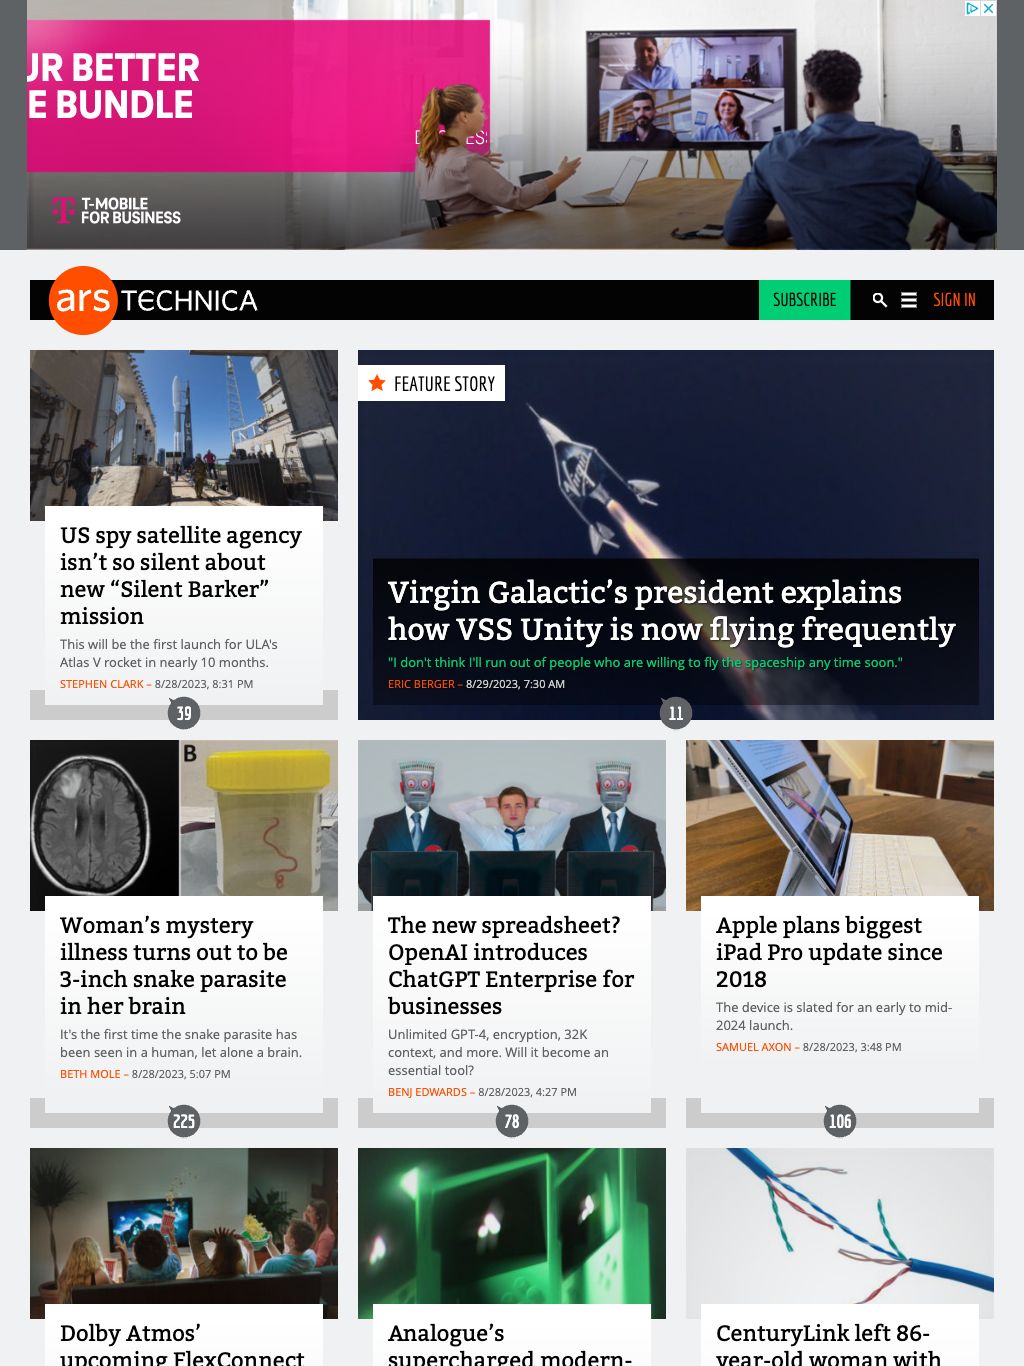 UR BETTER
E BUNDLE
T-MOBILE
FOR BUSINESS
ars TECHNICA
SUBSCRIBE
SIGN IN
US spy satellite agency
isn’t so silent about
new “Silent Barker”
mission
This will be the first launch for ULA's
Atlas V rocket in nearly 10 months.
STEPHEN CLARK – 8/28/2023, 8:31 PM
39
FEATURE STORY
Virgin
Virgin Galactic’s president explains
how VSS Unity is now flying frequently
"I don't think I'll run out of people who are willing to fly the spaceship any time soon."
ERIC BERGER – 8/29/2023, 7:30 AM
11
B
Woman’s mystery
illness turns out to be
3-inch snake parasite
in her brain
It's the first time the snake parasite has
been seen in a human, let alone a brain.
BETH MOLE – 8/28/2023, 5:07 PM
225
The new spreadsheet?
OpenAI introduces
ChatGPT Enterprise for
businesses
Unlimited GPT-4, encryption, 32K
context, and more. Will it become an
essential tool?
BENJ EDWARDS – 8/28/2023, 4:27 PM
78
Apple plans biggest
iPad Pro update since
2018
The device is slated for an early to mid-
2024 launch.
SAMUEL AXON – 8/28/2023, 3:48 PM
106
Dolby Atmos’
upcoming FlexConnect
Analogue’s
supercharged modern-
CenturyLink left 86-
year-old woman with